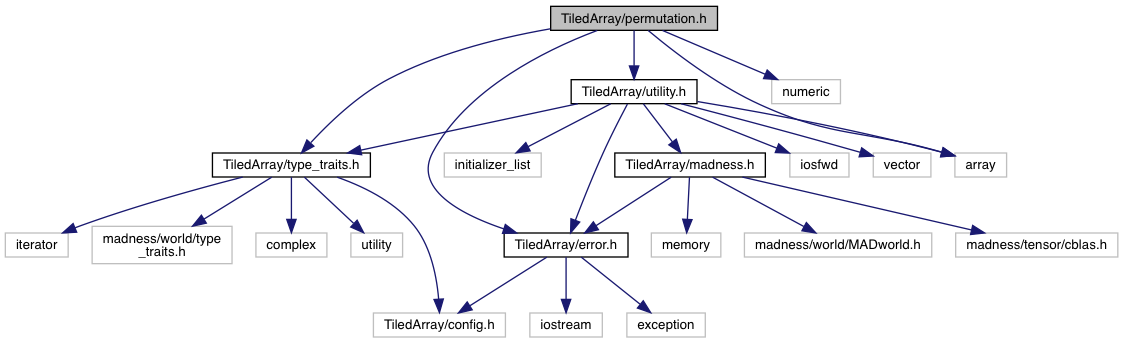 TiledArray/permutation.h
TiledArray/utility.h
numeric
TiledArray/type_traits.h
initializer_list
TiledArray/madness.h
iosfwd
vector
array
iterator
madness/world/type
_traits.h
complex
utility
TiledArray/error.h
memory
madness/world/MADworld.h
madness/tensor/cblas.h
TiledArray/config.h
iostream
exception